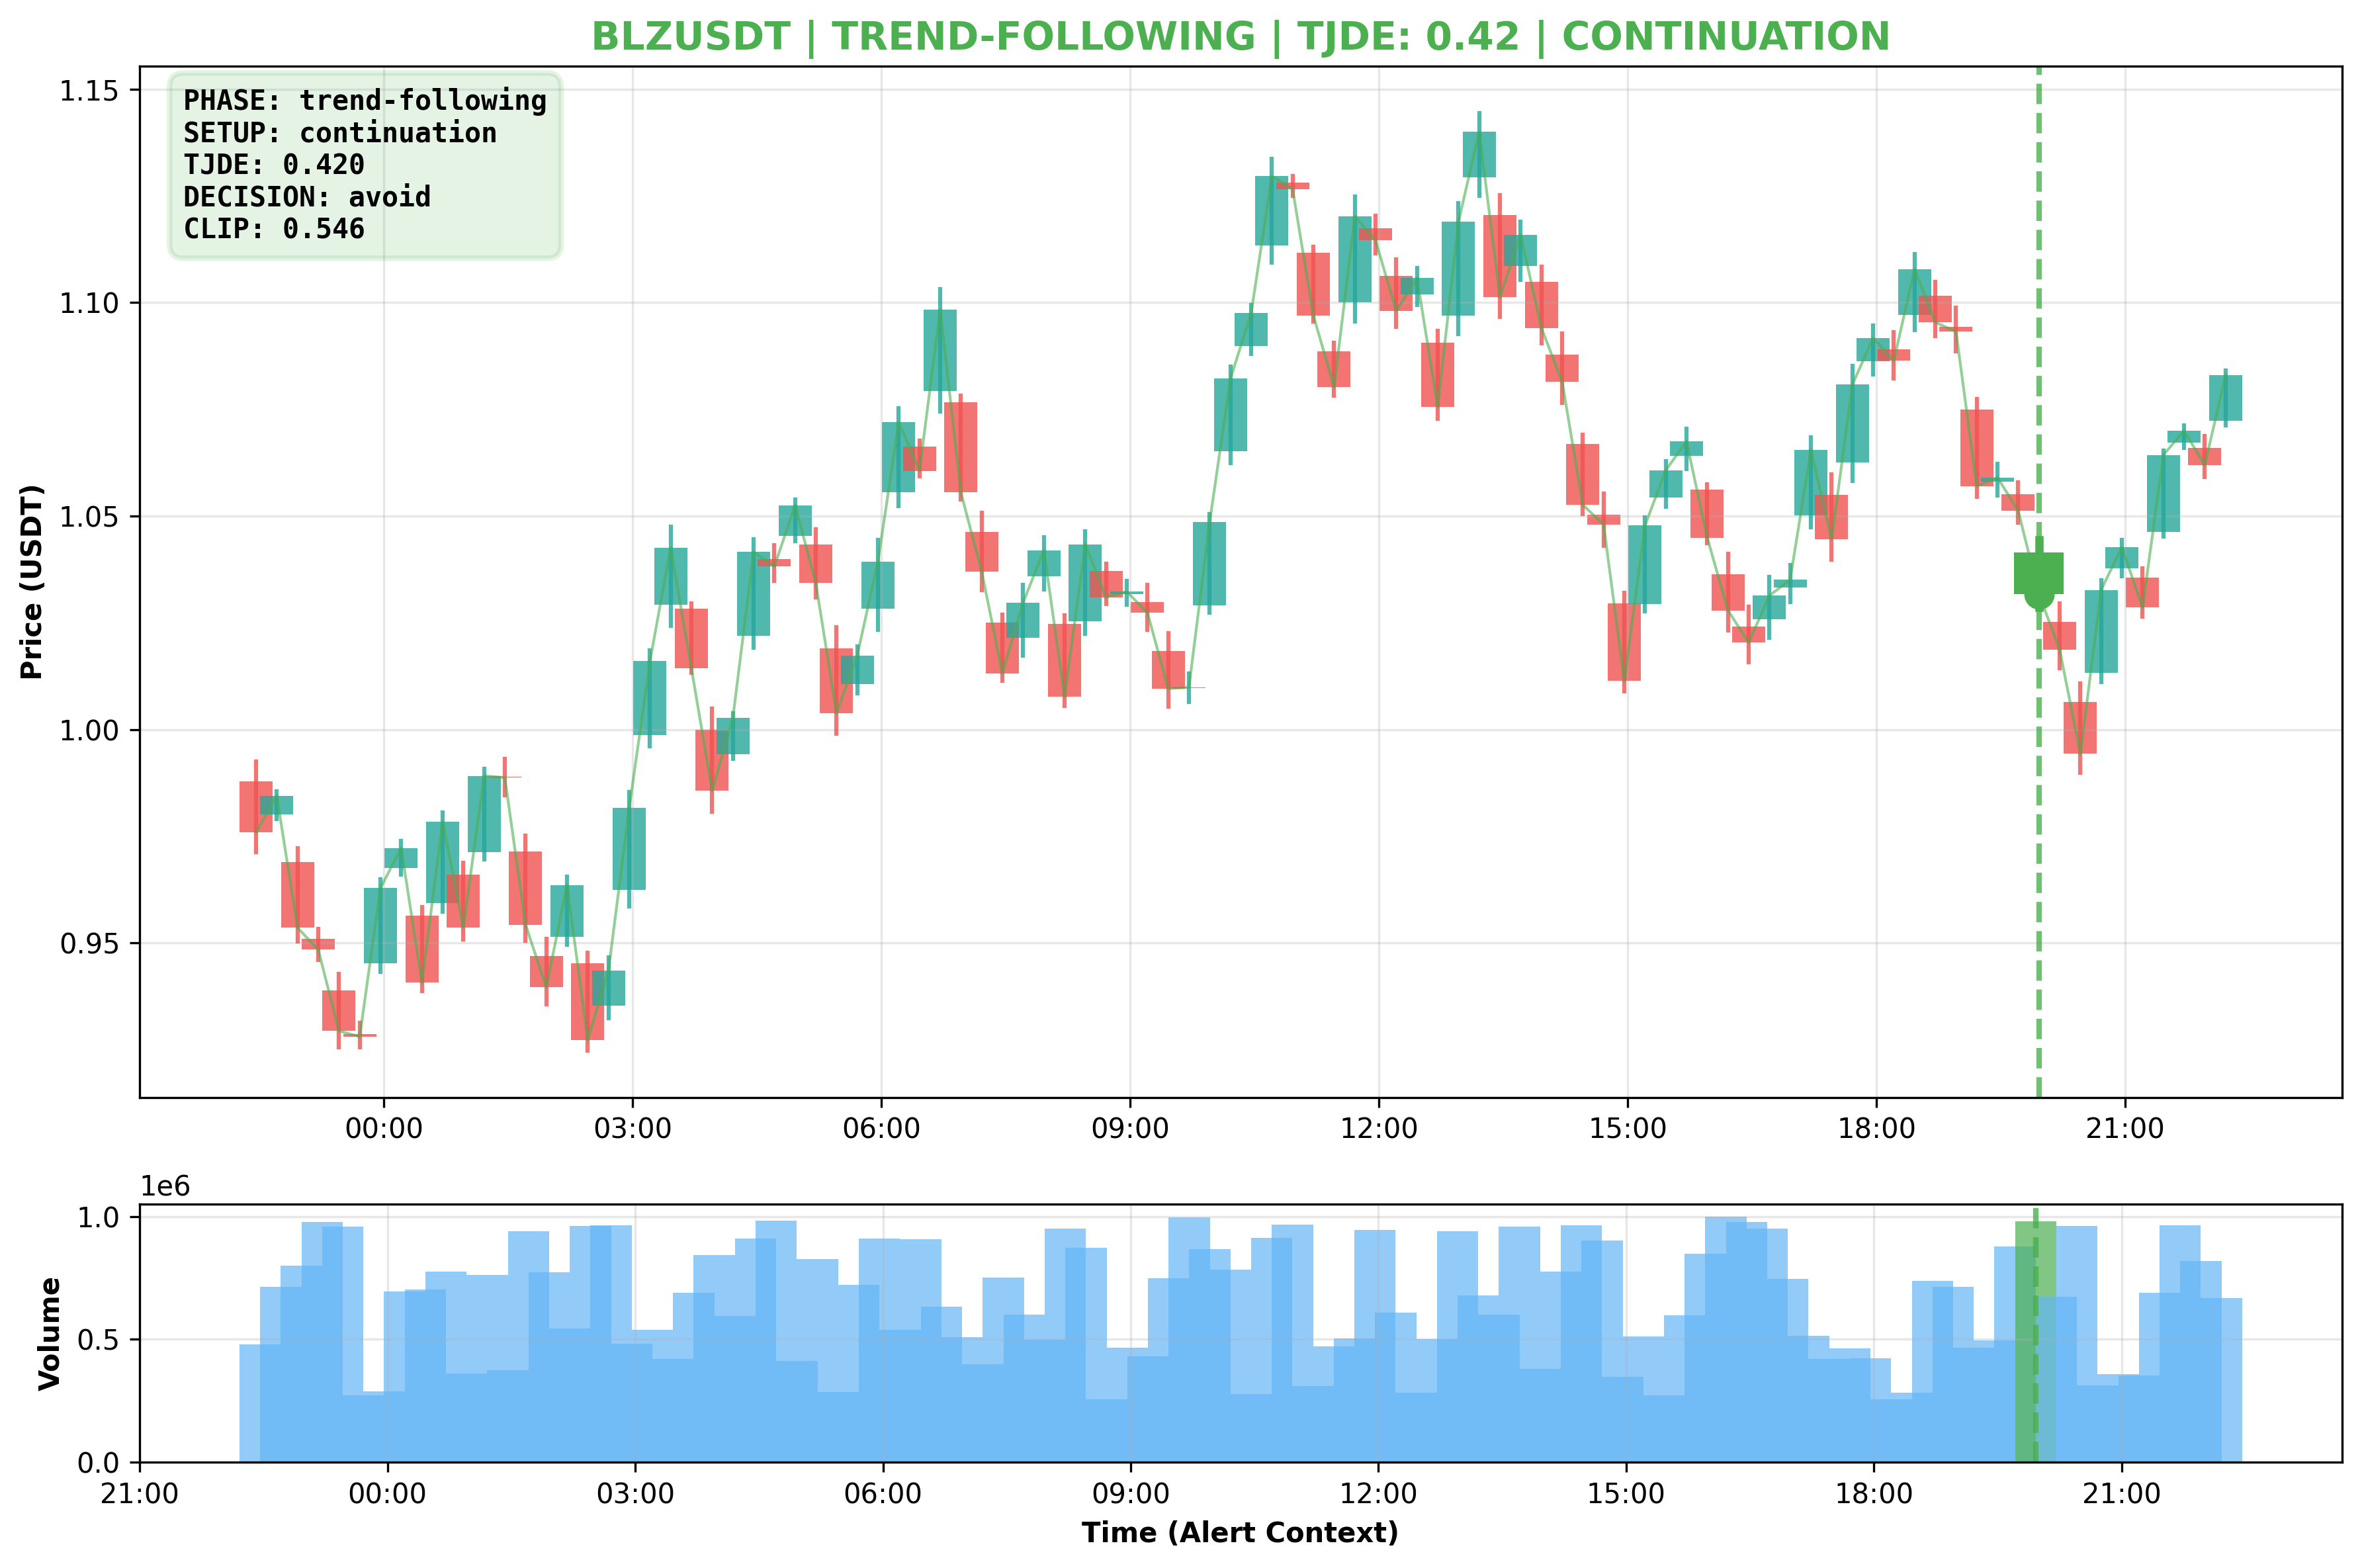 BLZUSDT | TREND-FOLLOWING | TJDE: 0.42 | CONTINUATION
PHASE: trend-following
SETUP: continuation
TJDE: 0.420
DECISION: avoid
CLIP: 0.546
1.15
1.10
1.05
1.00
0.95
Price (USDT)
00:00 03:00 06:00 09:00 12:00 15:00 18:00 21:00
1e6
1.0
0.5
0.0
Volume
21:00 00:00 03:00 06:00 09:00 12:00 15:00 18:00 21:00
Time (Alert Context)